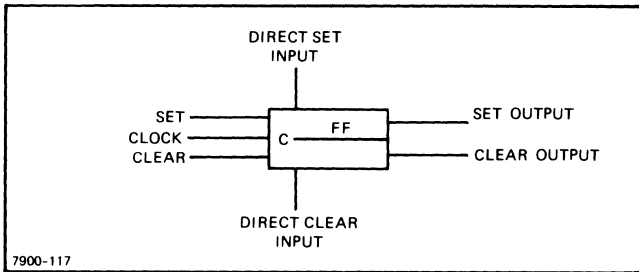 DIRECT SET
INPUT
SET
CLOCK
CLEAR
C
FF
SET OUTPUT
CLEAR OUTPUT
DIRECT CLEAR
INPUT
7900-117